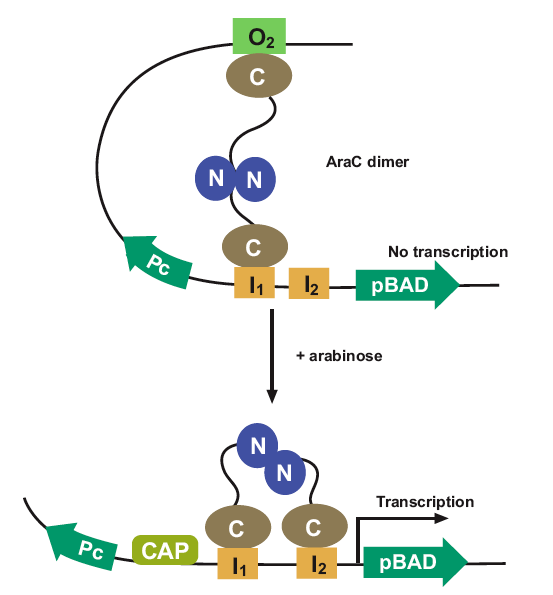 O2
C
N N
AraC dimer
C
No transcription
Pc
I1 I2 pBAD
+ arabinose
N
N
Transcription
C C
Pc CAP I1 I2 pBAD